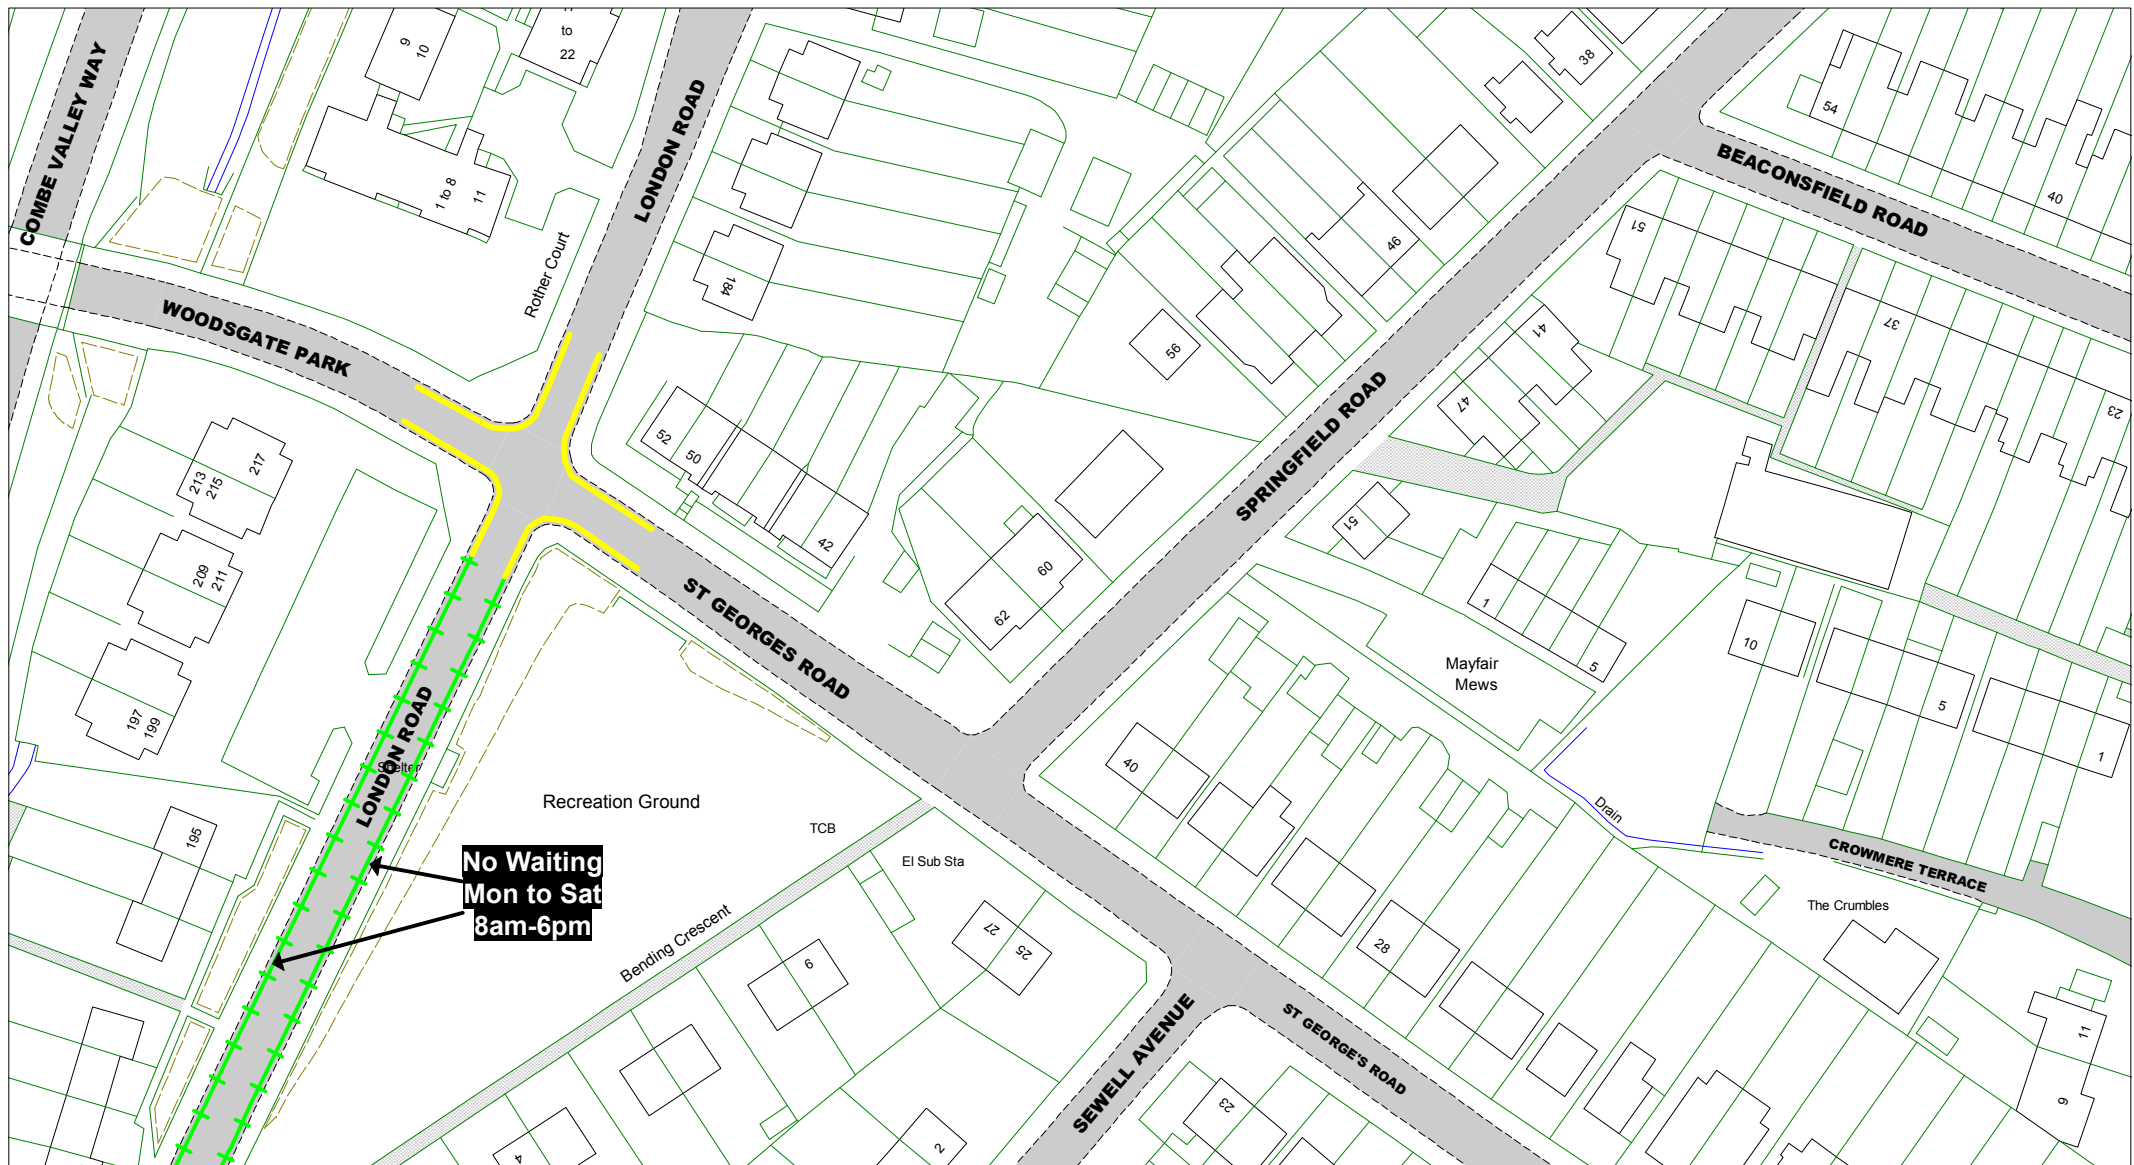 COMBE VALLEY WAY
9
10
to
22
LONDON ROAD
1 to 8
11
Rother Court
184
WOODSGATE PARK
38
54
BEACONSFIELD ROAD
40
46
51
37
23
56
41
47
SPRINGFIELD ROAD
52
50
42
213
215
217
209
211
197
199
195
60
62
51
ST GEORGES ROAD
1
5
Mayfair
Mews
10
5
1
LONDON ROAD
Shelter
Recreation Ground
TCB
El Sub Sta
No Waiting
Mon to Sat
8am-6pm
Bending Crescent
40
Drain
CROWMERE TERRACE
The Crumbles
27
25
28
9
SEWELL AVENUE
ST GEORGE'S ROAD
23
2
4
11
9